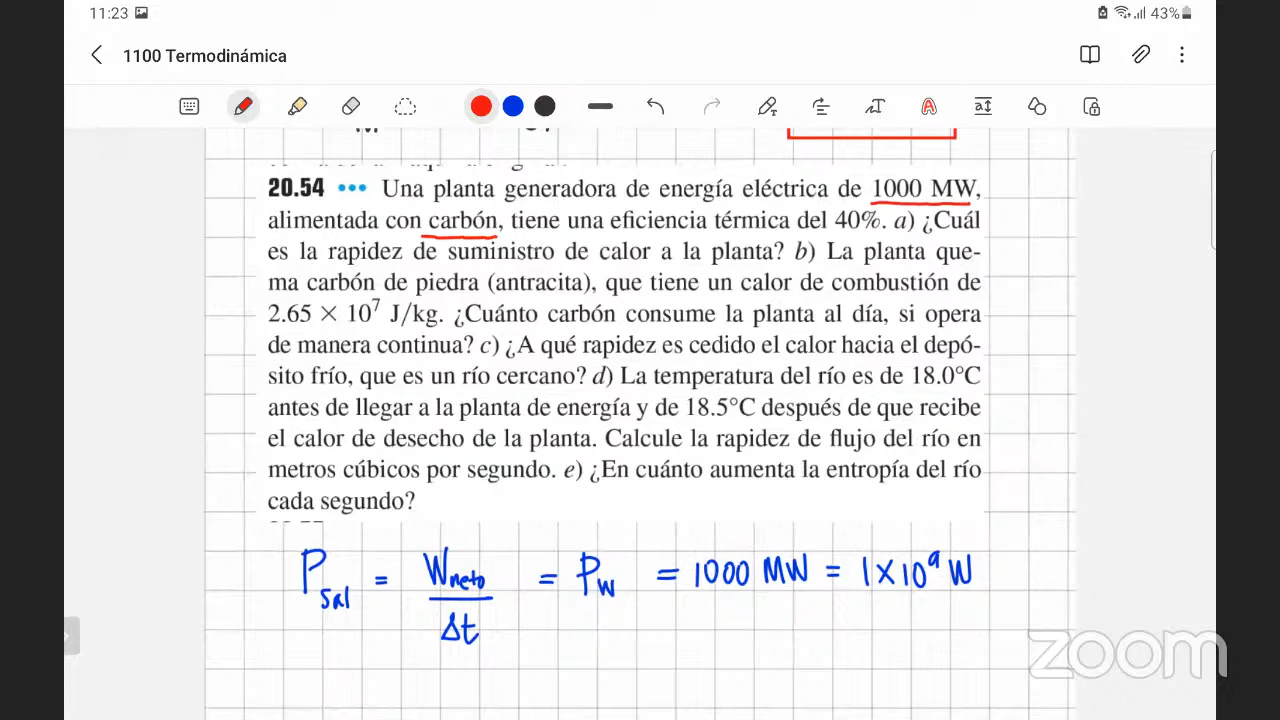 11:23 43%
1100 Termodinámica
20.54 ••• Una planta generadora de energía eléctrica de 1000 MW,
alimentada con carbón, tiene una eficiencia térmica del 40%. a) ¿Cuál
es la rapidez de suministro de calor a la planta? b) La planta que-
ma carbón de piedra (antracita), que tiene un calor de combustión de
2.65 × 10⁷ J/kg. ¿Cuánto carbón consume la planta al día, si opera
de manera continua? c) ¿A qué rapidez es cedido el calor hacia el depó-
sito frío, que es un río cercano? d) La temperatura del río es de 18.0°C
antes de llegar a la planta de energía y de 18.5°C después de que recibe
el calor de desecho de la planta. Calcule la rapidez de flujo del río en
metros cúbicos por segundo. e) ¿En cuánto aumenta la entropía del río
cada segundo?
P_sal = W_neto / Δt = P_W = 1000 MW = 1 × 10⁹ W
zoom